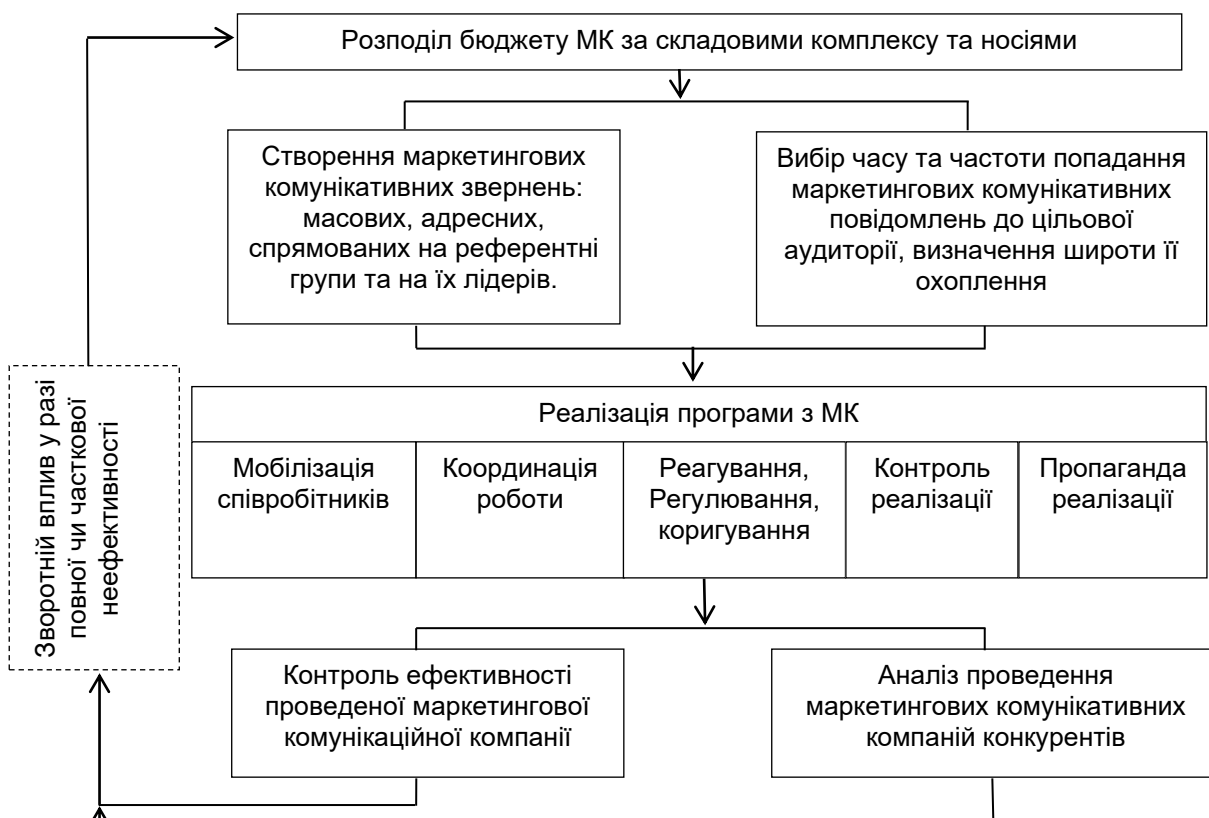 Розподіл бюджету МК за складовими комплексу та носіями
Створення маркетингових
комунікативних звернень:
масових, адресних,
спрямованих на референтні
групи та на їх лідерів.
Вибір часу та частоти попадання
маркетингових комунікативних
повідомлень до цільової
аудиторії, визначення широти її
охоплення
Зворотній вплив у разі
повної чи часткової
неефективності
Реалізація програми з МК
Мобілізація
співробітників
Координація
роботи
Реагування,
Регулювання,
коригування
Контроль
реалізації
Пропаганда
реалізації
Контроль ефективності
проведеної маркетингової
комунікаційної компанії
Аналіз проведення
маркетингових комунікативних
компаній конкурентів